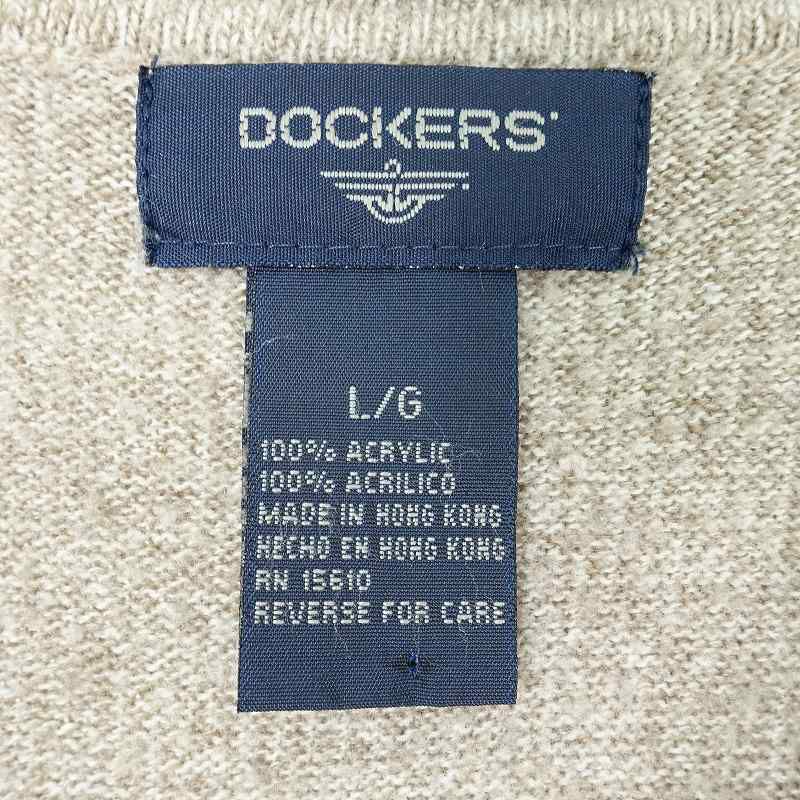 DOCKERS
L/G
100% ACRYLIC
100% ACRILICO
MADE IN HONG KONG
HECHO EN HONG KONG
RN 15610
REVERSE FOR CARE